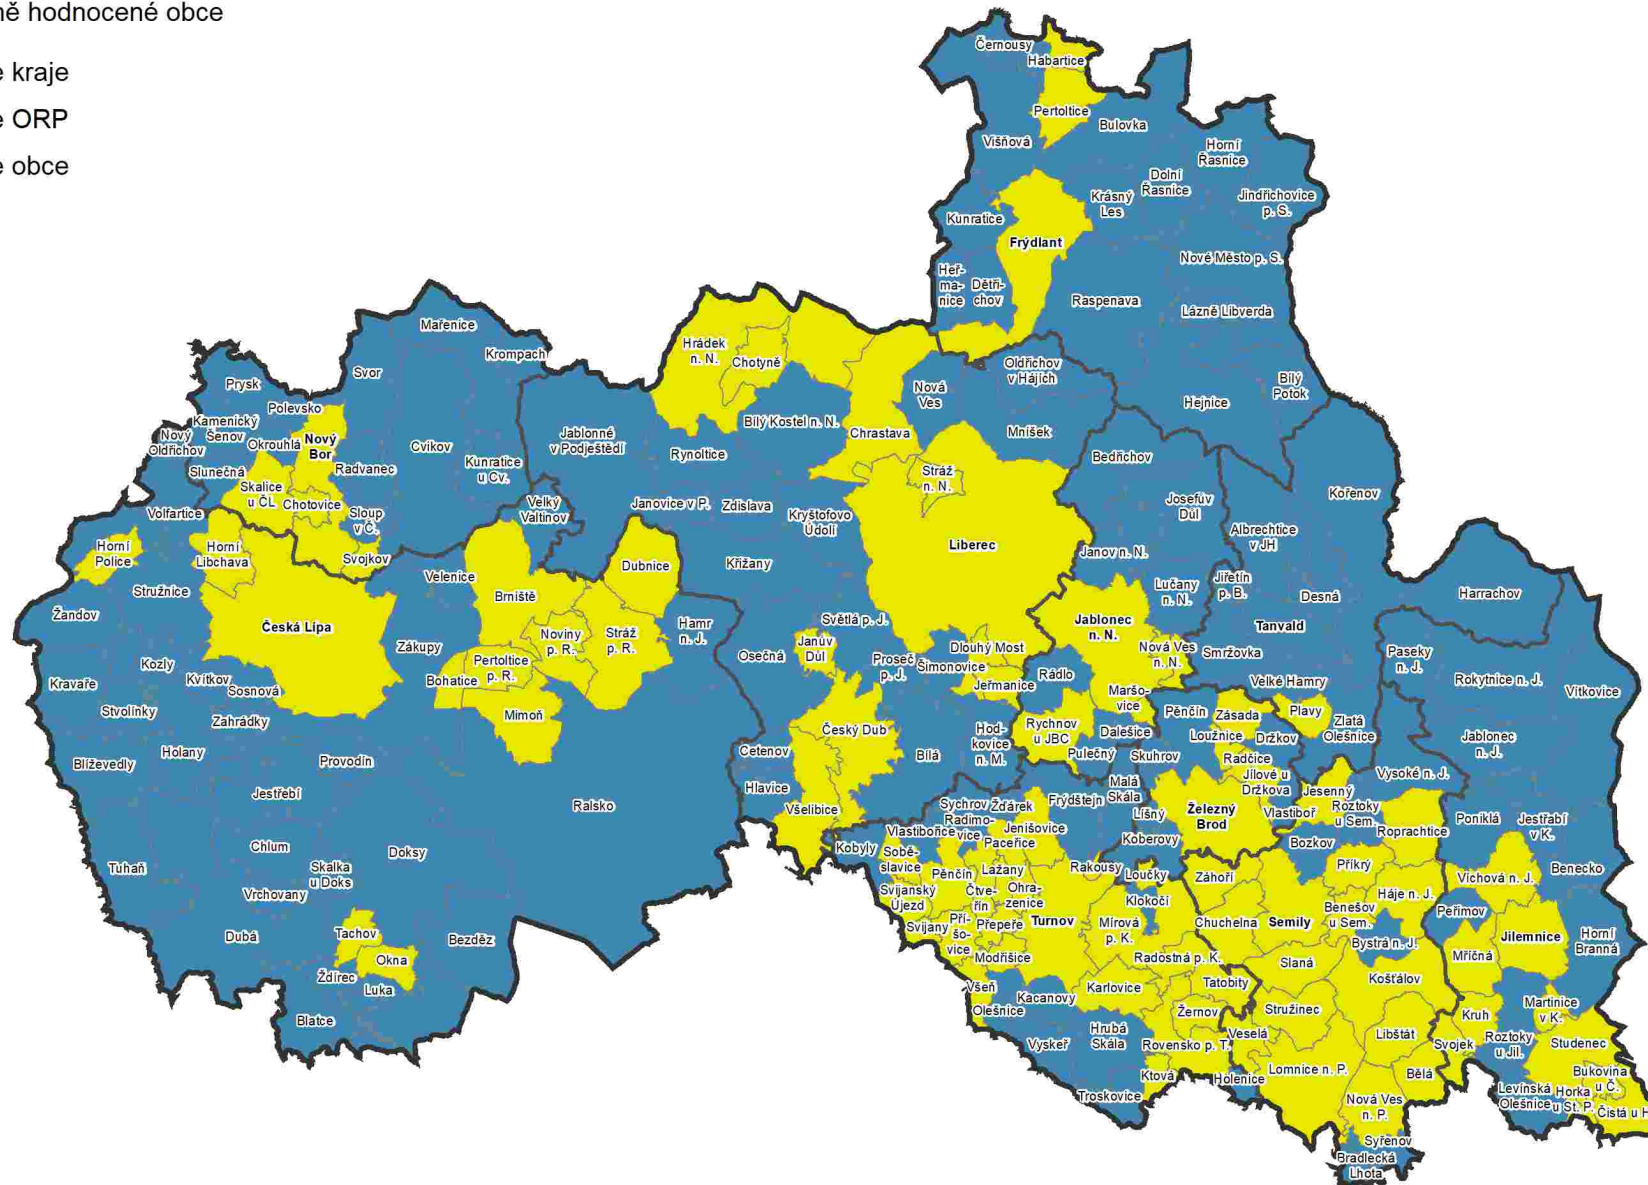 ně hodnocené obce
e kraje
e ORP
e obce
Černousy
Habartice
Pertoltice
Bulovka
Višňová
Horní
Řasnice
Dolní
Řasnice
Jindřichovice
p. S.
Krásný
Les
Kunratice
Frýdlant
Nové Město p. S.
Heř-
ma-
nice
Dětři-
chov
Raspenava
Lázně Libverda
Mařenice
Krompach
Svor
Hrádek
n. N.
Chotyně
Oldřichov
v Hájích
Bílý
Potok
Hejnice
Nová
Ves
Prysk
Polevsko
Kamenický
Šenov
Nový
Oldřichov
Okrouhlá
Nový
Bor
Slunečná
Radvanec
Cvikov
Kunratice
u Cv.
Jablonné
v Podještědí
Rynoltice
Bílý Kostel n. N.
Chrastava
Mníšek
Bedřichov
Stráž
n. N.
Skalice
u ČL
Chotovice
Sloup
v Č.
Svojkov
Volfartice
Velký
Valtinov
Janovice v P.
Zdislava
Kryštofovo
Údolí
Josefův
Důl
Kořenov
Albrechtice
v JH
Liberec
Janov n. N.
Horní
Police
Horní
Libchava
Stružnice
Žandov
Česká Lípa
Velenice
Brniště
Dubnice
Křižany
Lučany
n. N.
Jiřetín
p. B.
Desná
Harrachov
Tanvald
Jablonec
n. N.
Světlá p. J.
Hamr
n. J.
Noviny
p. R.
Stráž
p. R.
Zákupy
Pertoltice
p. R.
Bohatice
Osečná
Janův
Důl
Proseč
p. J.
Dlouhý Most
Šimonovice
Jeřmanice
Rádlo
Nová Ves
n. N.
Smržovka
Paseky
n. J.
Rokytnice n. J.
Vítkovice
Kozly
Kvítkov
Sosnová
Kravaře
Stvolínky
Zahrádky
Mimoň
Maršo-
vice
Velké Hamry
Plavy
Pěnčín
Zásada
Zlatá
Olešnice
Český Dub
Rychnov
u JBC
Dalešice
Loužnice
Držkov
Jablonec
n. J.
Holany
Blíževedly
Provodín
Cetenov
Bílá
Hod-
kovice
n. M.
Pulečný
Skuhrov
Radčice
Jílové u
Držkova
Vysoké n. J.
Jestřebí
Ralsko
Hlavice
Všelibice
Malá
Skála
Líšný
Železný
Brod
Jesenný
Vlastiboř
Roztoky
u Sem.
Poniklá
Jestřabí
v K.
Sychrov
Žďárek
Frýdštejn
Radimo-
vice
Vlastibořice
Jenišovice
Paceřice
Koberovy
Bozkov
Roprachtice
Chlum
Doksy
Kobyly
Sobě-
slavice
Pěnčín
Lažany
Rakousy
Loučky
Záhoří
Příkrý
Benecko
Tuhaň
Skalka
u Doks
Vrchovany
Svijanský
Újezd
Čtve-
řín
Ohra-
zenice
Klokočí
Víchová n. J.
Háje n. J.
Svijany
Pří-
šo-
vice
Přepeře
Turnov
Mírová
p. K.
Chuchelna
Semily
Benešov
u Sem.
Peřimov
Jilemnice
Horní
Branná
Dubá
Tachov
Okna
Bezděz
Modřišice
Radostná p. K.
Slaná
Bystrá n. J.
Mříčná
Ždírec
Luka
Všeň
Kacanovy
Karlovice
Tatobity
Košťálov
Blatce
Olešnice
Žernov
Stružinec
Kruh
Martinice
v K.
Vyskeř
Hrubá
Skála
Rovensko p. T.
Veselá
Libštát
Svojek
Roztoky
u Jil.
Studenec
Ktová
Holenice
Lomnice n. P.
Bělá
Bukovina
u Č.
Troskovice
Nová Ves
n. P.
Levínská
Olešnice
Horka
u St. P.
Čistá u H
Syřenov
Bradlecká
Lhota